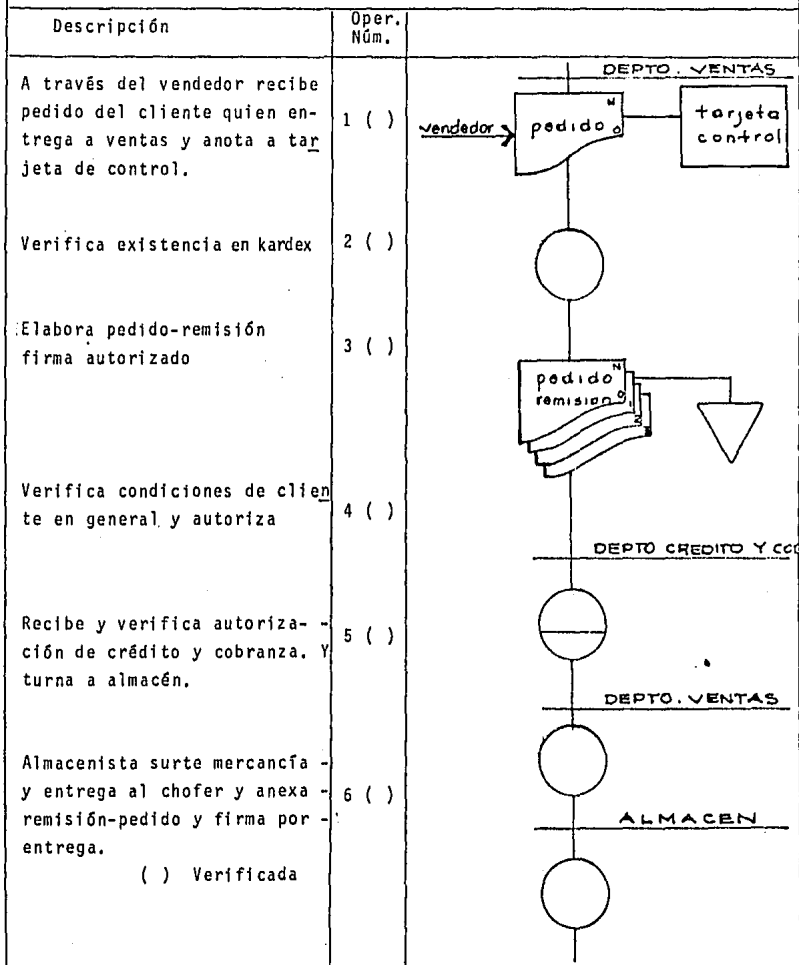 Descripción
Oper. Núm.
DEPTO. VENTAS
A través del vendedor recibe
pedido del cliente quien en-
trega a ventas y anota a tar
jeta de control.
1 ( )
vendedor
pedido
N
O
tarjeta
control
Verifica existencia en kardex
2 ( )
Elabora pedido-remisión
firma autorizado
3 ( )
pedido
remision
N
O
1
2
3
Verifica condiciones de clien
te en general y autoriza
4 ( )
DEPTO CREDITO Y CO
Recibe y verifica autoriza- -
ción de crédito y cobranza. Y
turna a almacén.
5 ( )
DEPTO. VENTAS
Almacenista surte mercancía -
y entrega al chofer y anexa -
remisión-pedido y firma por -
entrega.
6 ( )
ALMACEN
( ) Verificada